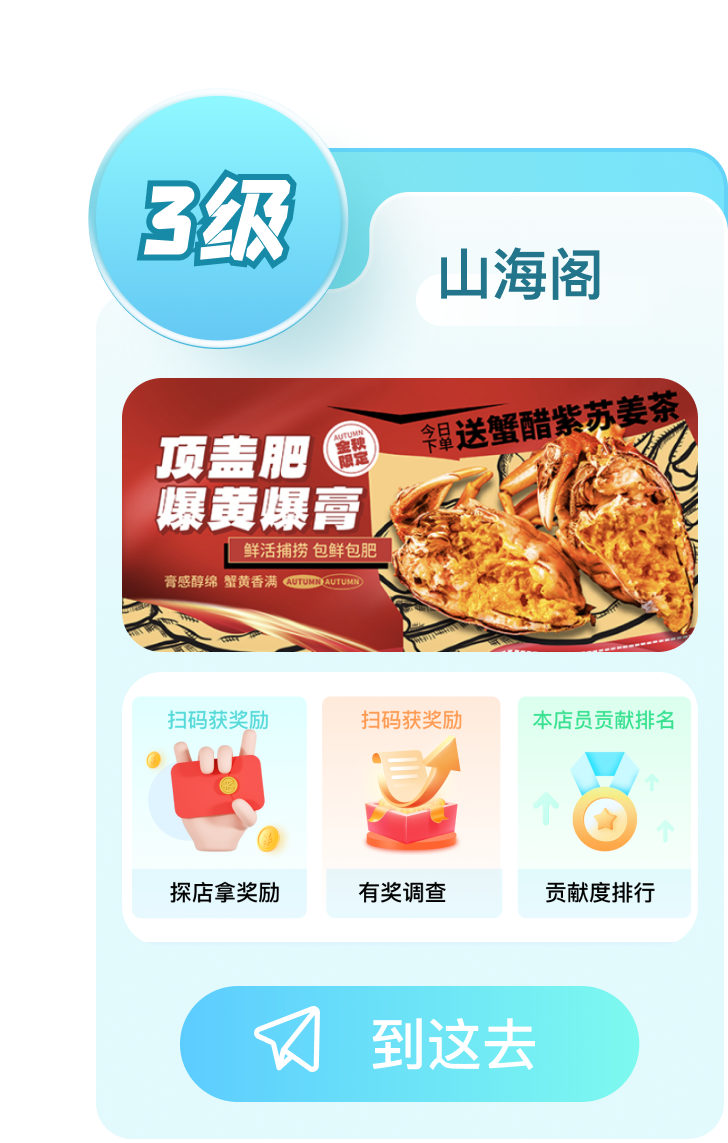 3级
山海阁
今日下单
送蟹醋紫苏姜茶
AUTUMN
金秋
限定
顶盖肥
爆黄爆膏
鲜活捕捞 包鲜包肥
膏感醇绵 蟹黄香满 AUTUMN AUTUMN
扫码获奖励
扫码获奖励
本店员贡献排名
探店拿奖励
有奖调查
贡献度排行
到这去